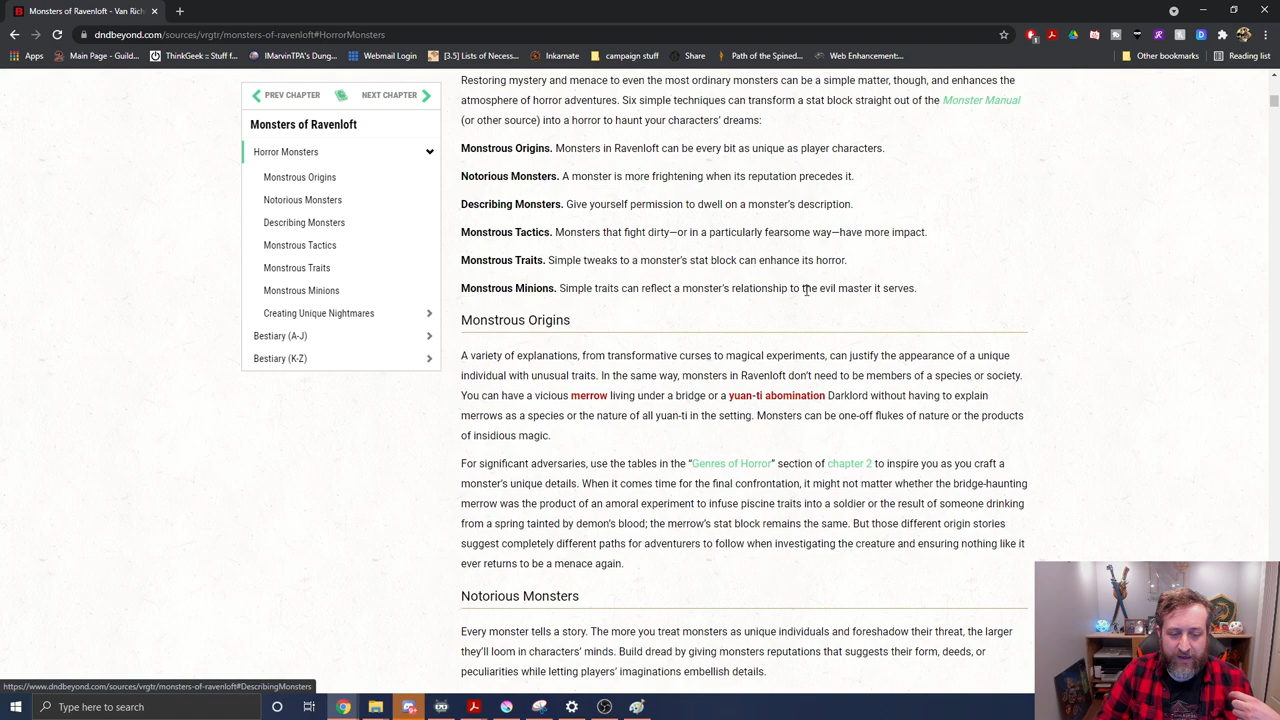 Monsters of Ravenloft - Van Rich
dndbeyond.com/sources/vrgtr/monsters-of-ravenloft#HorrorMonsters
Apps
Main Page - Guild...
ThinkGeek :: Stuff f...
IMarvinTPA's Dung...
Webmail Login
[3.5] Lists of Necess...
Inkarnate
campaign stuff
Share
Path of the Spined...
Web Enhancement:...
Other bookmarks
Reading list
PREV CHAPTER
NEXT CHAPTER
Monsters of Ravenloft
Horror Monsters
Monstrous Origins
Notorious Monsters
Describing Monsters
Monstrous Tactics
Monstrous Traits
Monstrous Minions
Creating Unique Nightmares
Bestiary (A-J)
Bestiary (K-Z)
Restoring mystery and menace to even the most ordinary monsters can be a simple matter, though, and enhances the
atmosphere of horror adventures. Six simple techniques can transform a stat block straight out of the Monster Manual
(or other source) into a horror to haunt your characters' dreams:
Monstrous Origins. Monsters in Ravenloft can be every bit as unique as player characters.
Notorious Monsters. A monster is more frightening when its reputation precedes it.
Describing Monsters. Give yourself permission to dwell on a monster's description.
Monstrous Tactics. Monsters that fight dirty—or in a particularly fearsome way—have more impact.
Monstrous Traits. Simple tweaks to a monster's stat block can enhance its horror.
Monstrous Minions. Simple traits can reflect a monster's relationship to the evil master it serves.
Monstrous Origins
A variety of explanations, from transformative curses to magical experiments, can justify the appearance of a unique
individual with unusual traits. In the same way, monsters in Ravenloft don't need to be members of a species or society.
You can have a vicious merrow living under a bridge or a yuan-ti abomination Darklord without having to explain
merrows as a species or the nature of all yuan-ti in the setting. Monsters can be one-off flukes of nature or the products
of insidious magic.
For significant adversaries, use the tables in the "Genres of Horror" section of chapter 2 to inspire you as you craft a
monster's unique details. When it comes time for the final confrontation, it might not matter whether the bridge-haunting
merrow was the product of an amoral experiment to infuse piscine traits into a soldier or the result of someone drinking
from a spring tainted by demon's blood; the merrow's stat block remains the same. But those different origin stories
suggest completely different paths for adventurers to follow when investigating the creature and ensuring nothing like it
ever returns to be a menace again.
Notorious Monsters
Every monster tells a story. The more you treat monsters as unique individuals and foreshadow their threat, the larger
they'll loom in characters' minds. Build dread by giving monsters reputations that suggests their form, deeds, or
peculiarities while letting players' imaginations embellish details.
https://www.dndbeyond.com/sources/vrgtr/monsters-of-ravenloft#DescribingMonsters
Type here to search